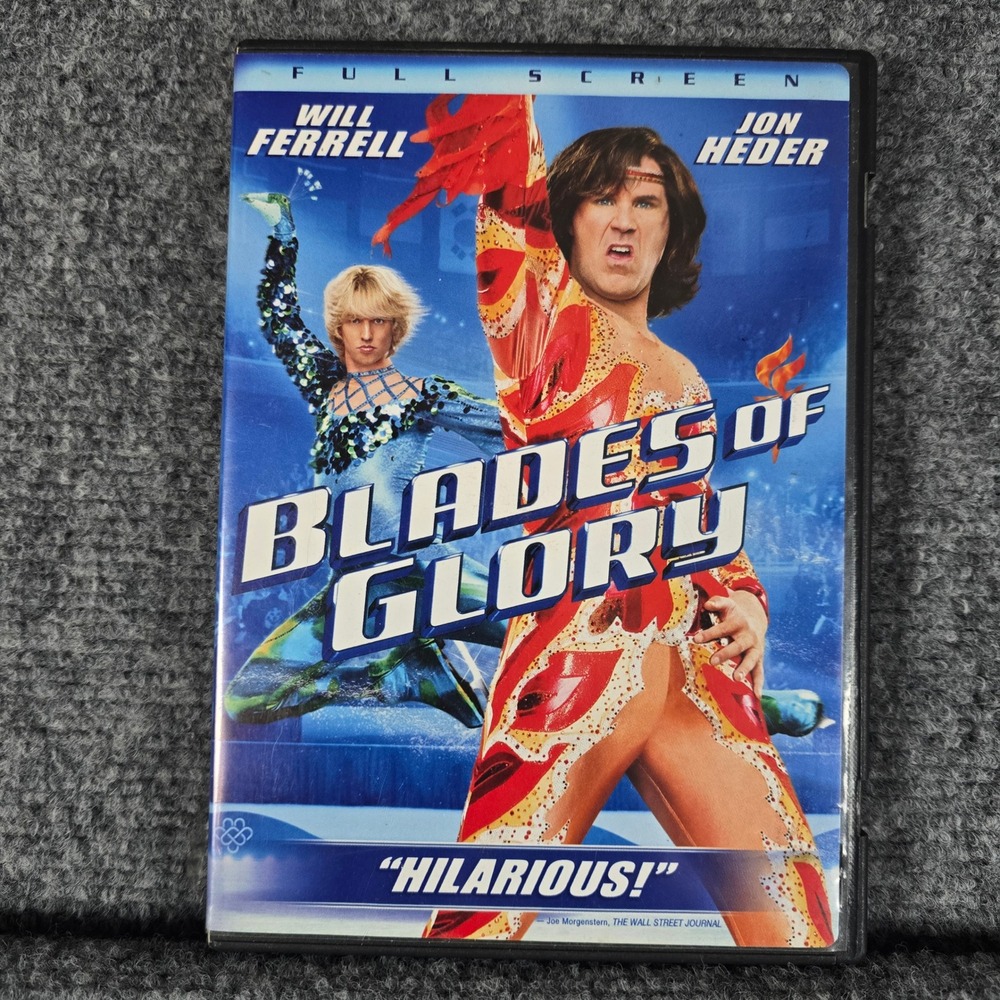 FULL SCREEN
WILL
FERRELL
JON
HEDER
BLADES OF
GLORY
"HILARIOUS!"
— Joe Morgenstern, THE WALL STREET JOURNAL